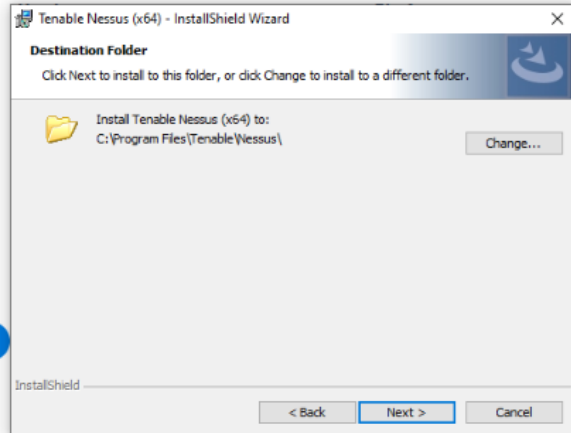 Tenable Nessus (x64) - InstallShield Wizard
Destination Folder
Click Next to install to this folder, or click Change to install to a different folder.
Install Tenable Nessus (x64) to:
C:\Program Files\Tenable\Nessus\
Change...
InstallShield
< Back
Next >
Cancel